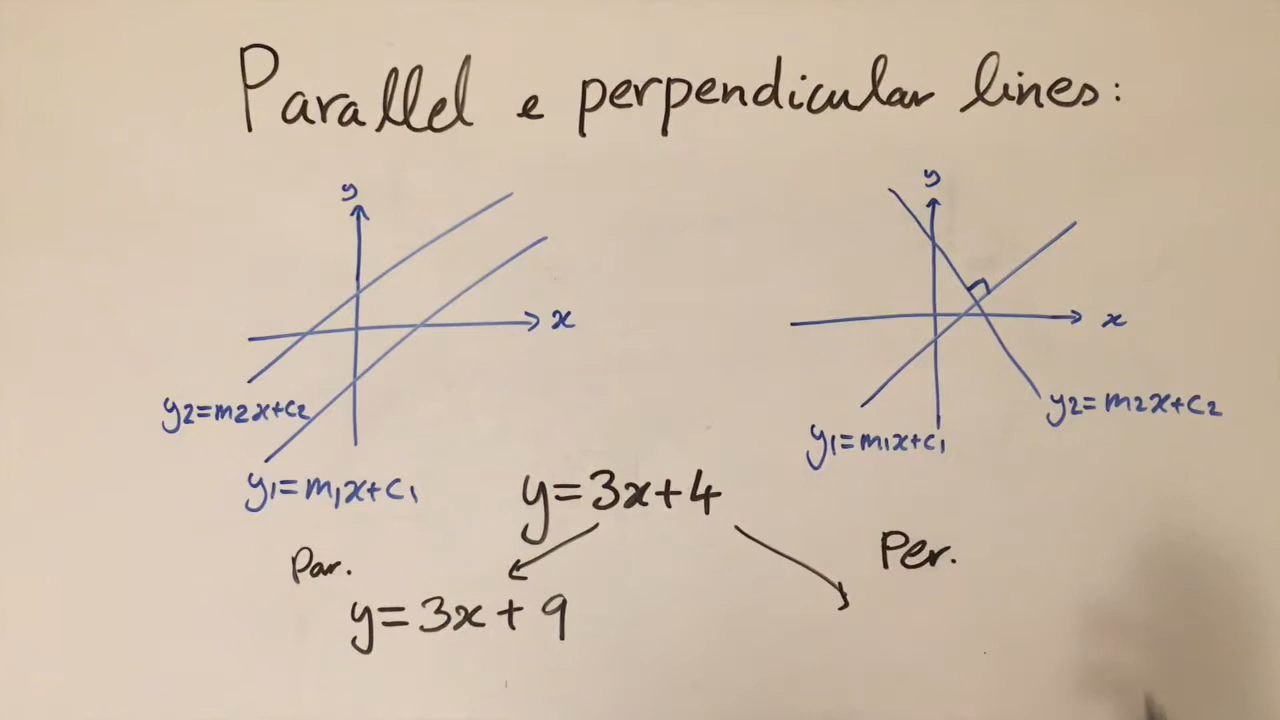 Parallel e perpendicular lines:
y
x
y2=m2x+c2
y1=m1x+c1
y
x
y2=m2x+c2
y1=m1x+c1
y=3x+4
Par.
y=3x+9
Per.